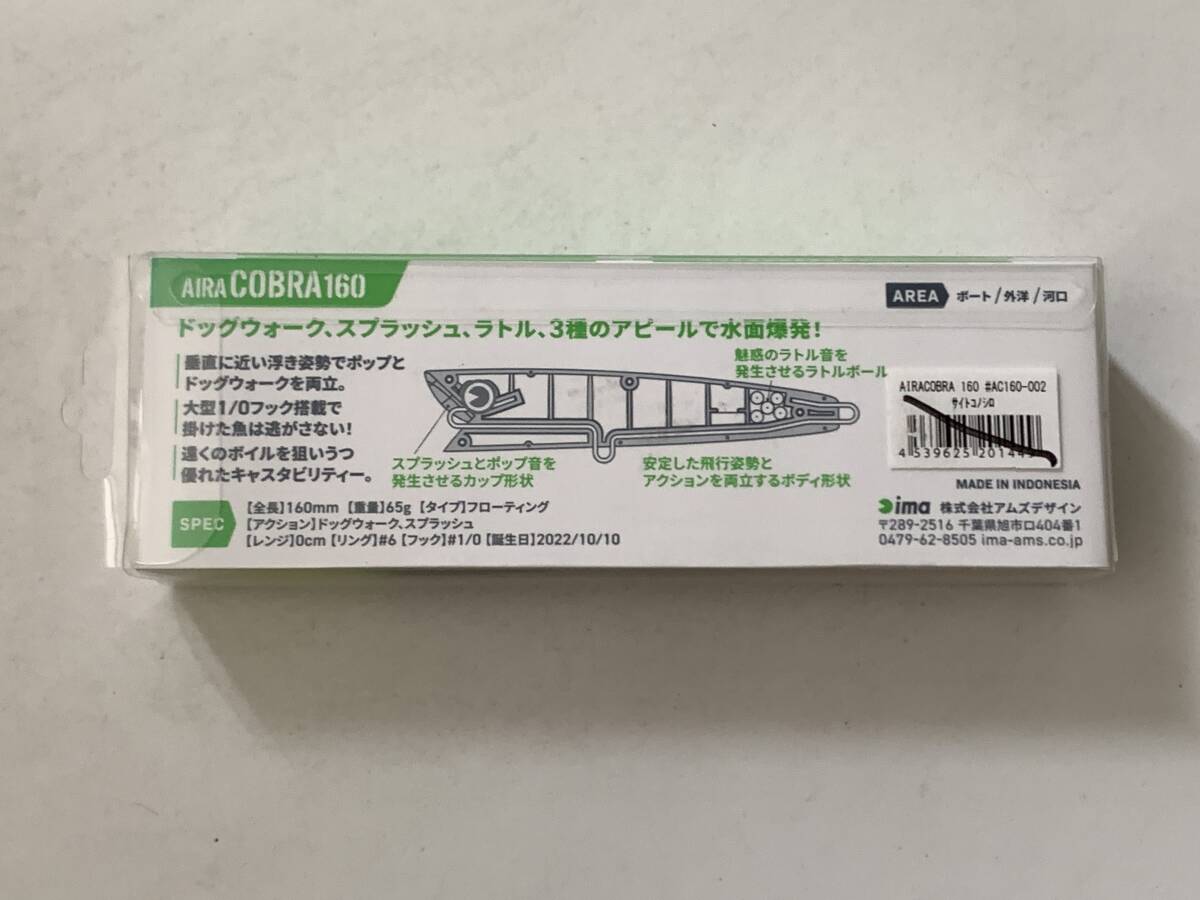 AIRA COBRA160
AREA ボート/外洋/河口
ドッグウォーク、スプラッシュ、ラトル、3種のアピールで水面爆発！
垂直に近い浮き姿勢でポップと
ドッグウォークを両立。
大型1/0フック搭載で
掛けた魚は逃がさない！
遠くのボイルを狙いうつ
優れたキャスタビリティー。
魅惑のラトル音を
発生させるラトルボール
スプラッシュとポップ音を
発生させるカップ形状
安定した飛行姿勢と
アクションを両立するボディ形状
AIRACOBRA 160 #AC160-002
サイトコノシロ
4 539625 20144
MADE IN INDONESIA
SPEC
【全長】160mm 【重量】65g 【タイプ】フローティング
【アクション】ドッグウォーク、スプラッシュ
【レンジ】0cm 【リング】#6 【フック】#1/0 【誕生日】2022/10/10
ima 株式会社アムズデザイン
〒289-2516 千葉県旭市ロ404番1
0479-62-8505 ima-ams.co.jp